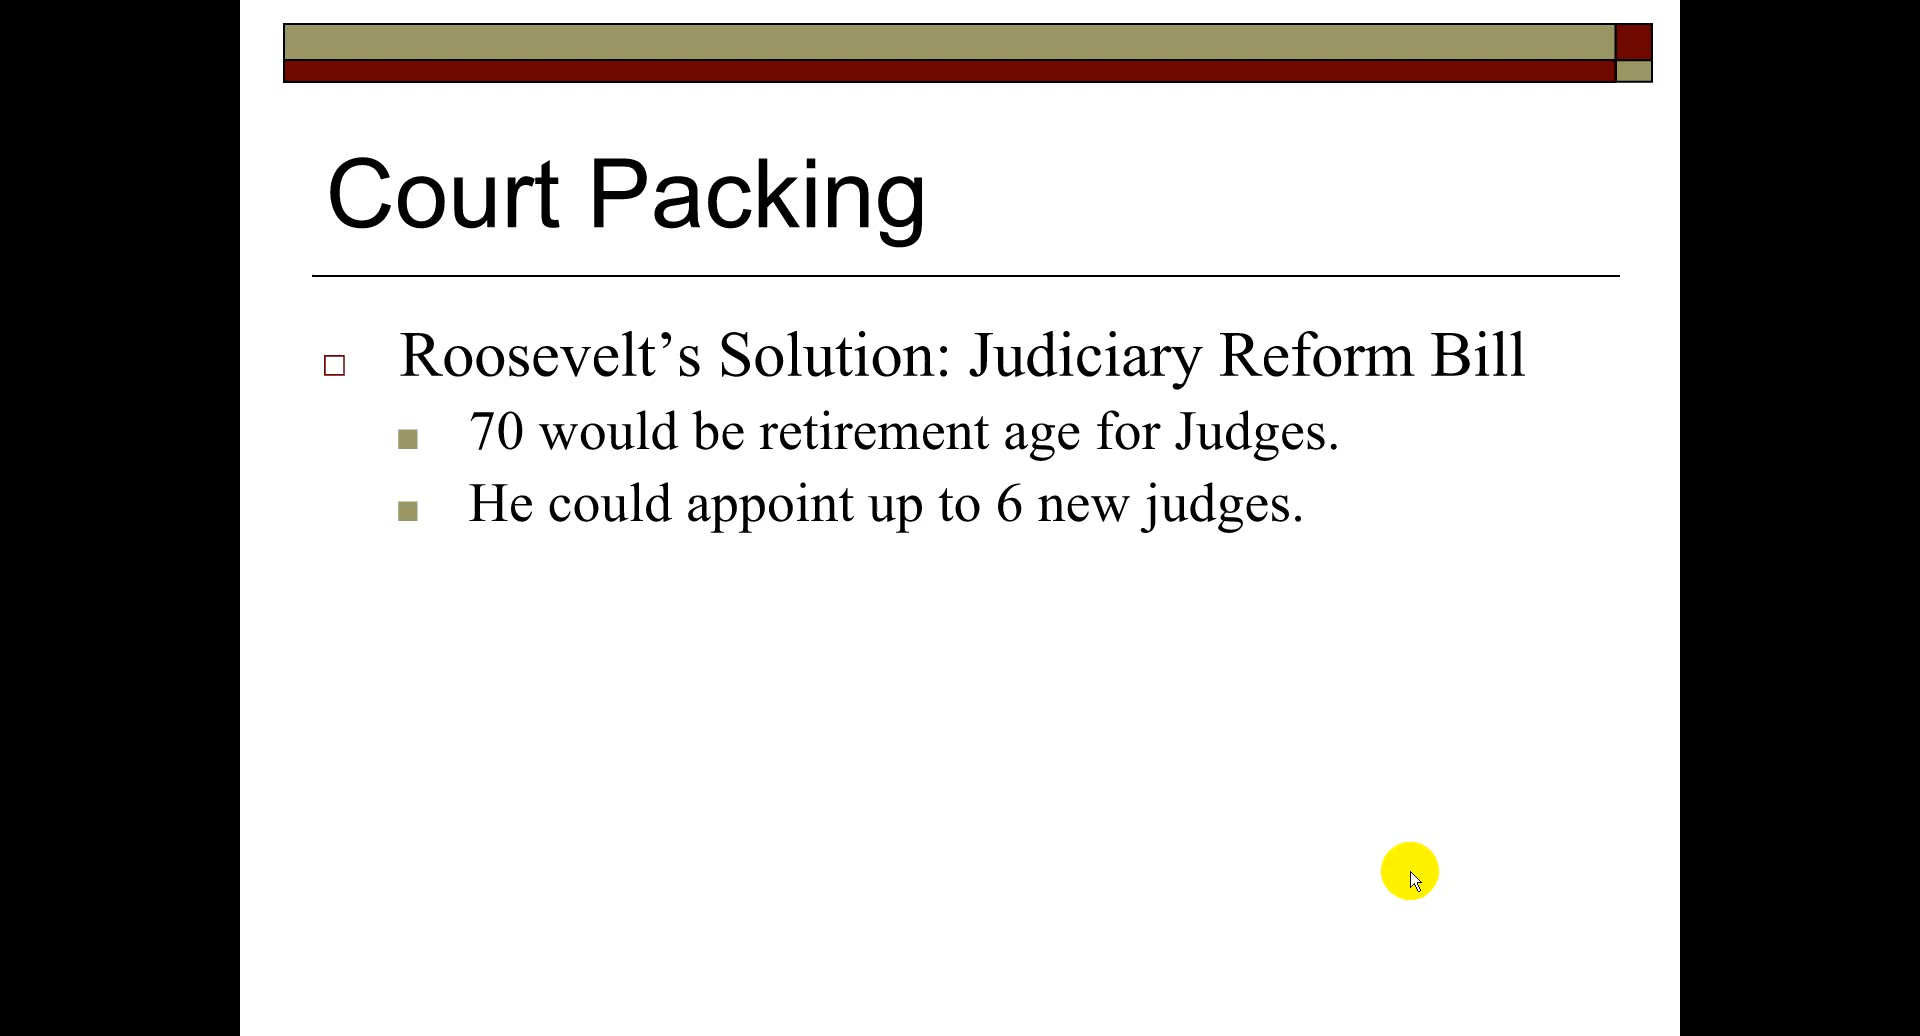 Court Packing
Roosevelt’s Solution: Judiciary Reform Bill
70 would be retirement age for Judges.
He could appoint up to 6 new judges.